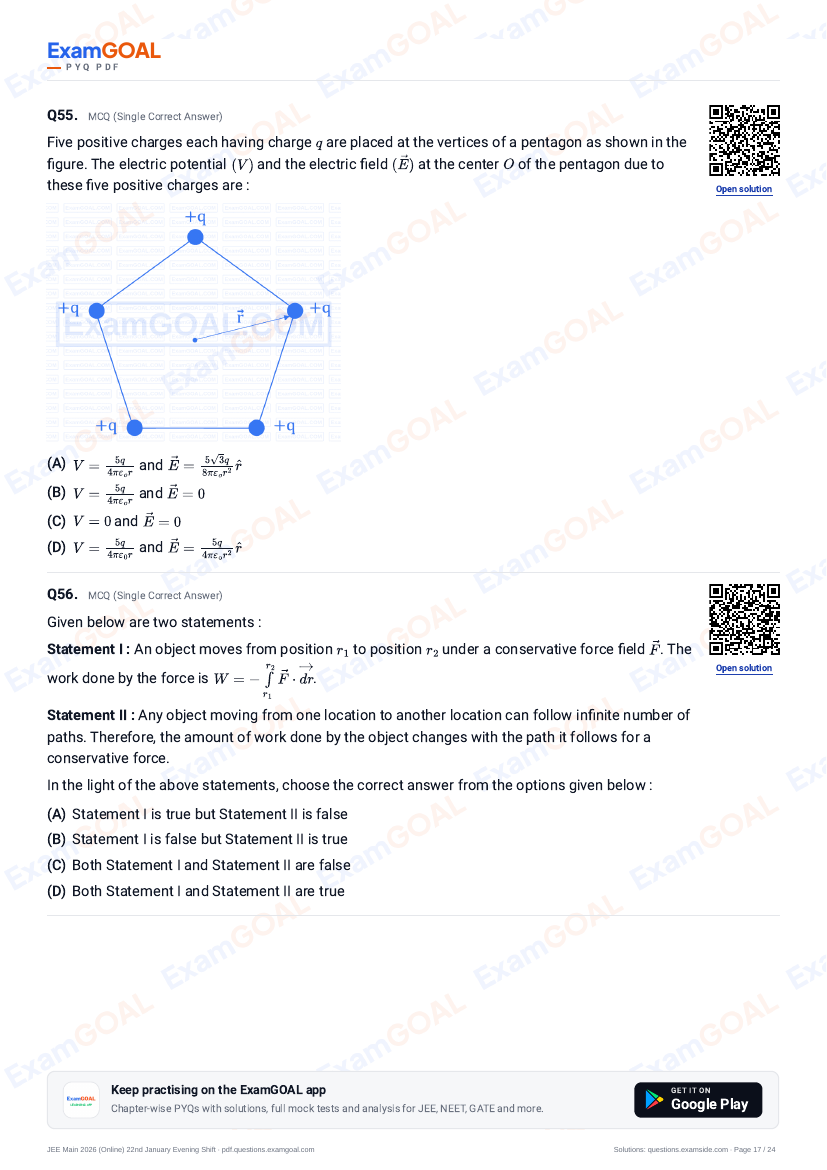 ExamGOAL
PYQ PDF
Q55. MCQ (Single Correct Answer)
Five positive charges each having charge q are placed at the vertices of a pentagon as shown in the
figure. The electric potential (V) and the electric field (E⃗) at the center O of the pentagon due to
these five positive charges are :
Open solution
+q
+q
+q
r⃗
ExamGOAL.COM
+q
+q
(A) V = 5q/(4πε₀r) and E⃗ = 5√3q/(8πε₀r²) r̂
(B) V = 5q/(4πε₀r) and E⃗ = 0
(C) V = 0 and E⃗ = 0
(D) V = 5q/(4πε₀r) and E⃗ = 5q/(4πε₀r²) r̂
Q56. MCQ (Single Correct Answer)
Given below are two statements :
Statement I : An object moves from position r₁ to position r₂ under a conservative force field F⃗. The
work done by the force is W = − ∫_{r₁}^{r₂} F⃗ · d⃗r.
Open solution
Statement II : Any object moving from one location to another location can follow infinite number of
paths. Therefore, the amount of work done by the object changes with the path it follows for a
conservative force.
In the light of the above statements, choose the correct answer from the options given below :
(A) Statement I is true but Statement II is false
(B) Statement I is false but Statement II is true
(C) Both Statement I and Statement II are false
(D) Both Statement I and Statement II are true
ExamGOAL
Keep practising on the ExamGOAL app
Chapter-wise PYQs with solutions, full mock tests and analysis for JEE, NEET, GATE and more.
GET IT ON
Google Play
JEE Main 2026 (Online) 22nd January Evening Shift · pdf.questions.examgoal.com
Solutions: questions.examside.com · Page 17 / 24